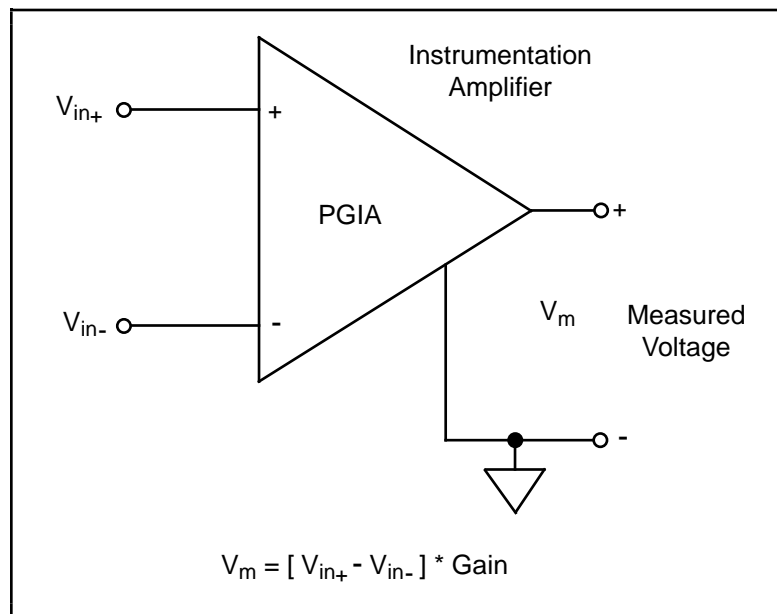 Instrumentation
Amplifier
Vin+
+
PGIA
+
Vin-
-
Vm
Measured
Voltage
-
Vm = [ Vin+ - Vin- ] * Gain